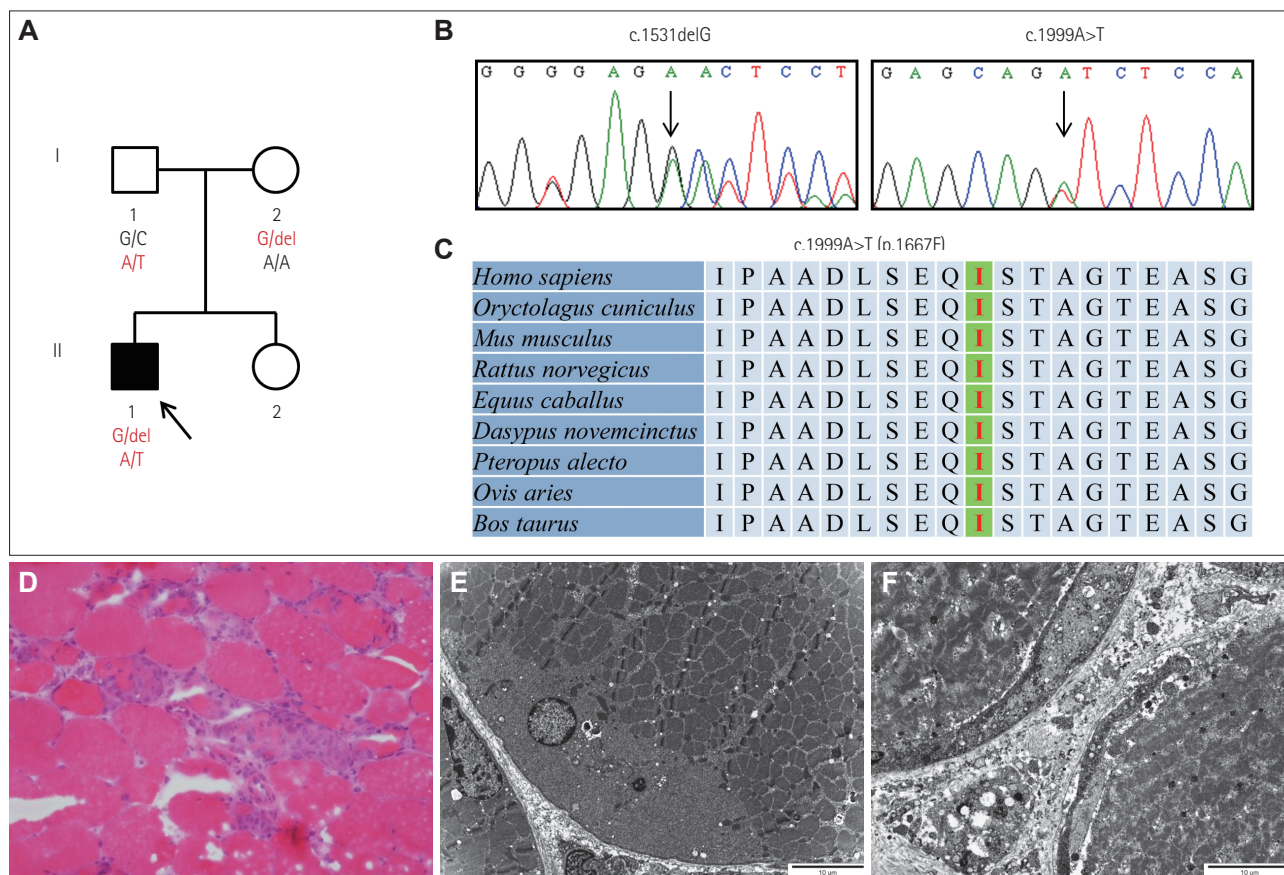 A
I
1
2
G/C
G/del
A/T
A/A
II
1
2
G/del
A/T
B
c.1531delG
c.1999A>T
G G G G A G A A C T C C T
G A G C A G A T C T C C A
C
c.1999A>T (p.1667F)
Homo sapiens I P A A D L S E Q I S T A G T E A S G
Oryctolagus cuniculus I P A A D L S E Q I S T A G T E A S G
Mus musculus I P A A D L S E Q I S T A G T E A S G
Rattus norvegicus I P A A D L S E Q I S T A G T E A S G
Equus caballus I P A A D L S E Q I S T A G T E A S G
Dasypus novemcinctus I P A A D L S E Q I S T A G T E A S G
Pteropus alecto I P A A D L S E Q I S T A G T E A S G
Ovis aries I P A A D L S E Q I S T A G T E A S G
Bos taurus I P A A D L S E Q I S T A G T E A S G
D
E
10 um
F
10 um